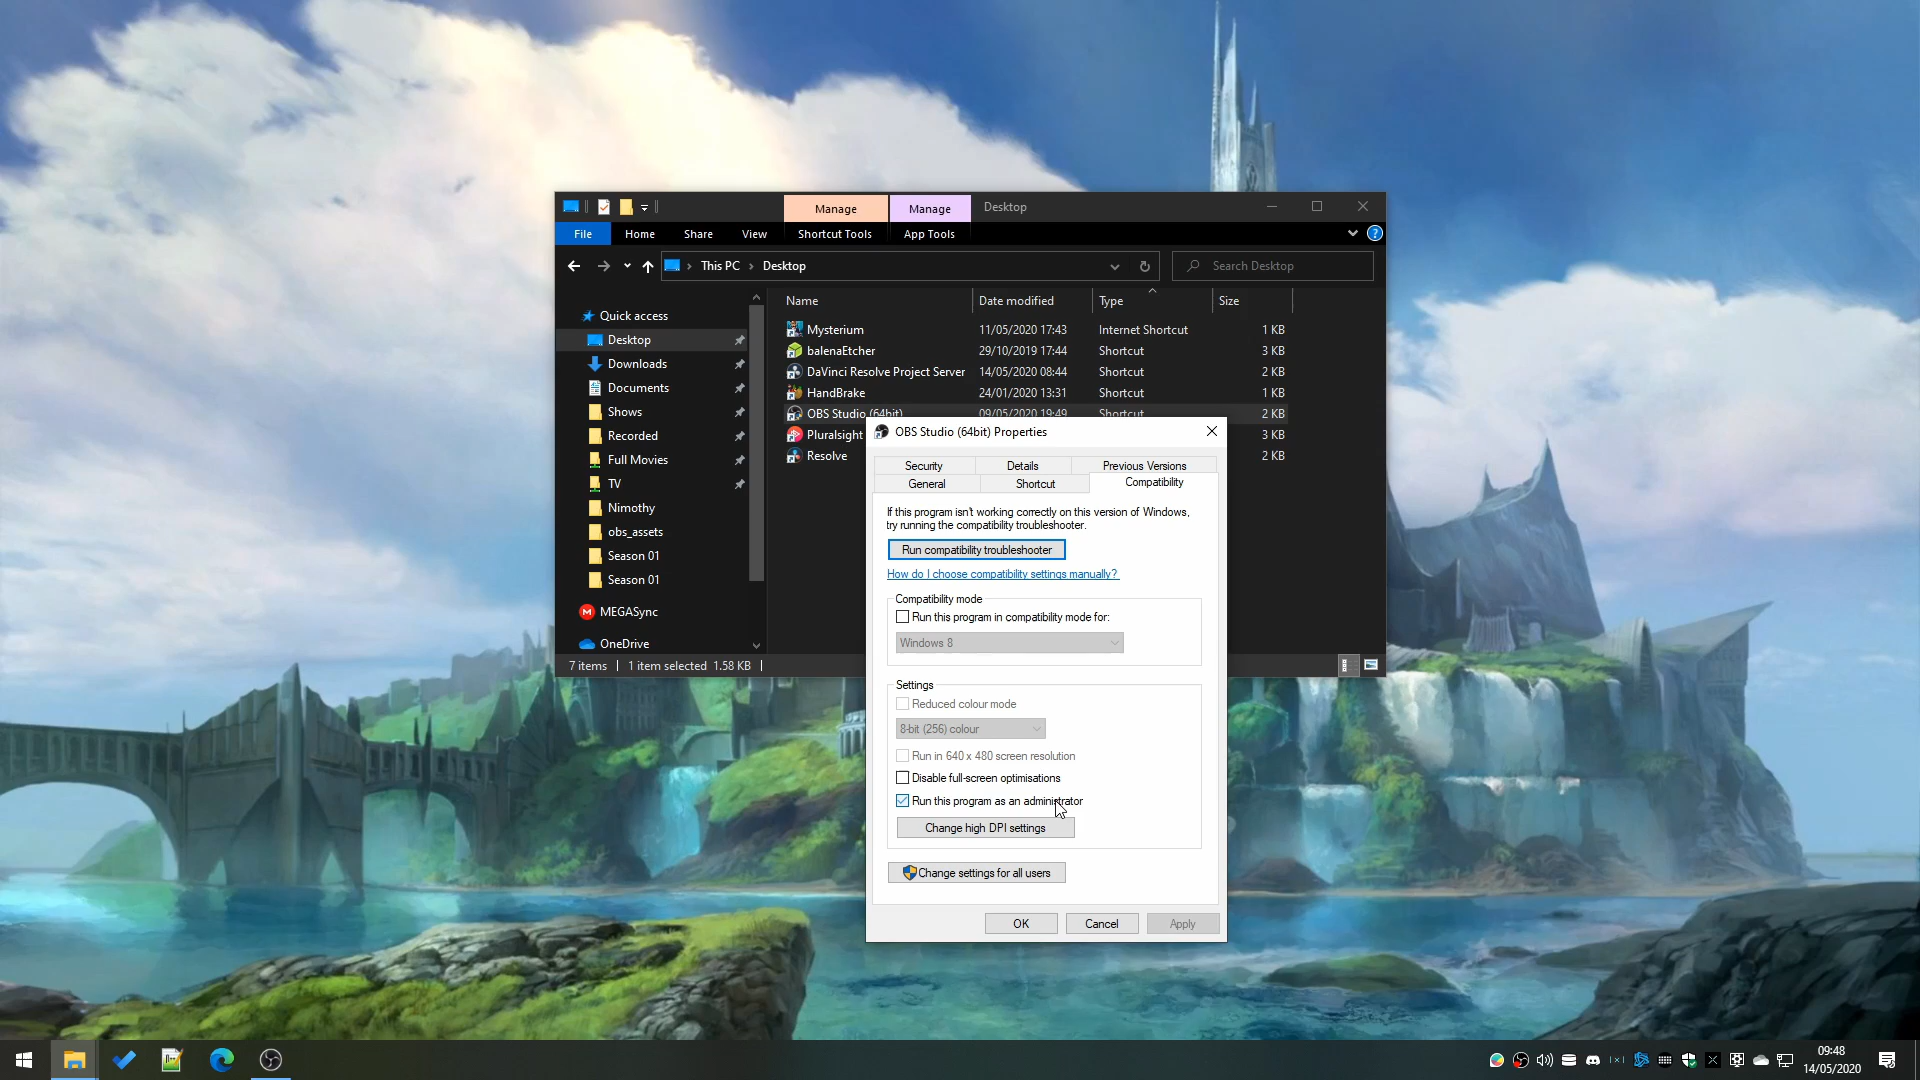 Manage
Manage
Desktop
File
Home
Share
View
Shortcut Tools
App Tools
This PC
Desktop
Search Desktop
Quick access
Desktop
Downloads
Documents
Shows
Recorded
Full Movies
TV
Nimothy
obs_assets
Season 01
Season 01
MEGASync
OneDrive
Name Date modified Type Size
Mysterium 11/05/2020 17:43 Internet Shortcut 1 KB
balenaEtcher 29/10/2019 17:44 Shortcut 3 KB
DaVinci Resolve Project Server 14/05/2020 08:44 Shortcut 2 KB
HandBrake 24/01/2020 13:31 Shortcut 1 KB
OBS Studio (64bit) 09/05/2020 19:49 Shortcut 2 KB
Pluralsight 3 KB
Resolve 2 KB
7 items 1 item selected 1.58 KB
OBS Studio (64bit) Properties
Security Details Previous Versions
General Shortcut Compatibility
If this program isn't working correctly on this version of Windows,
try running the compatibility troubleshooter.
Run compatibility troubleshooter
How do I choose compatibility settings manually?
Compatibility mode
Run this program in compatibility mode for:
Windows 8
Settings
Reduced colour mode
8-bit (256) colour
Run in 640 x 480 screen resolution
Disable full-screen optimisations
Run this program as an administrator
Change high DPI settings
Change settings for all users
OK Cancel Apply
09:48
14/05/2020